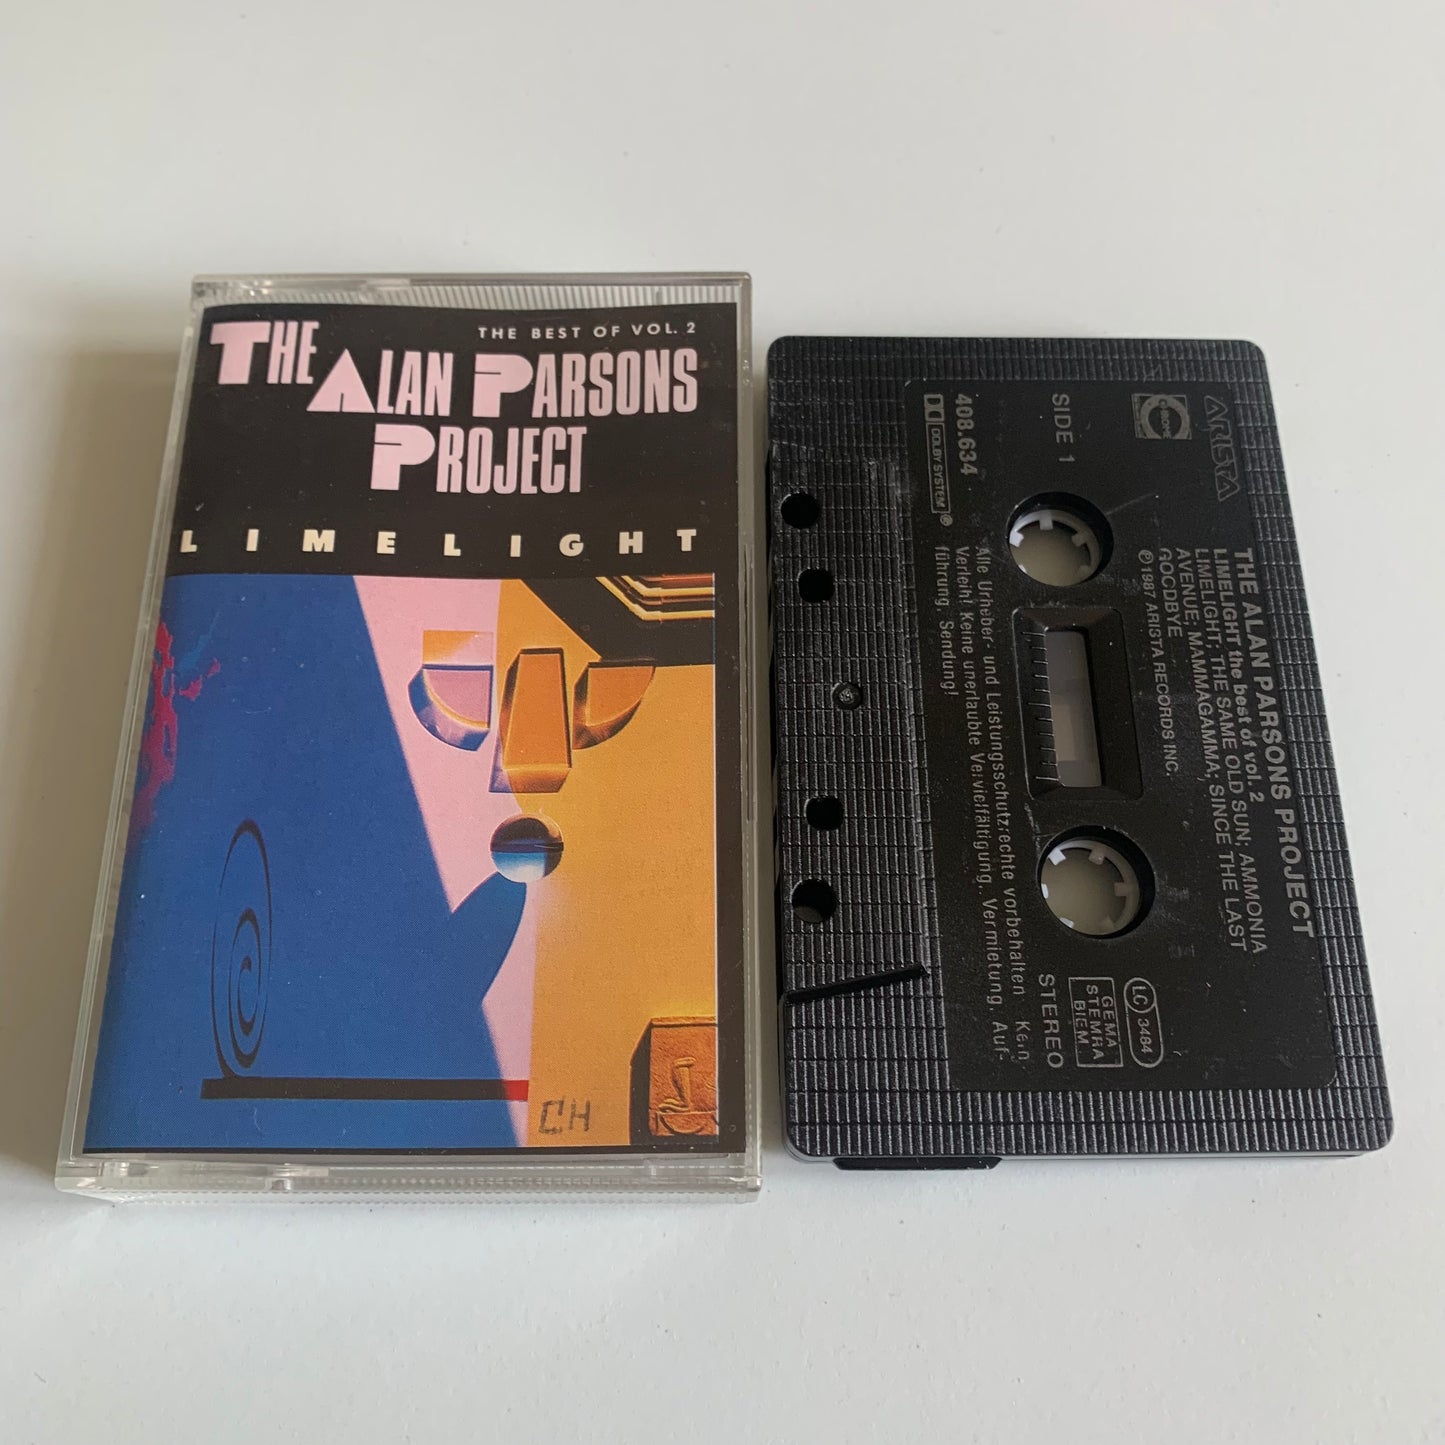 THE BEST OF VOL. 2
THE
ALAN PARSONS
PROJECT
LIMELIGHT
CH
ARISTA
CHROME
THE ALAN PARSONS PROJECT
LIMELIGHT the best of vol. 2
LIMELIGHT; THE SAME OLD SUN; AMMONIA
AVENUE; MAMMAGAMMA; SINCE THE LAST
GOODBYE
℗ 1987 ARISTA RECORDS INC.
SIDE 1
STEREO
LC 3484
GEMA
STEMRA
BIEM
408.634
DOLBY SYSTEM®
Alle Urheber- und Leistungsschutzrechte vorbehalten Kein
Verleih! Keine unerlaubte Vervielfältigung, Vermietung, Auf-
führung, Sendung!